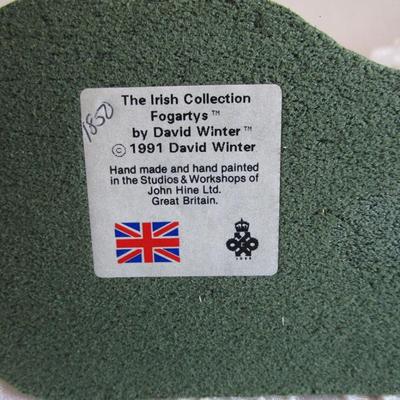 1850
The Irish Collection
Fogartys™
by David Winter™
© 1991 David Winter
Hand made and hand painted
in the Studios & Workshops of
John Hine Ltd.
Great Britain.